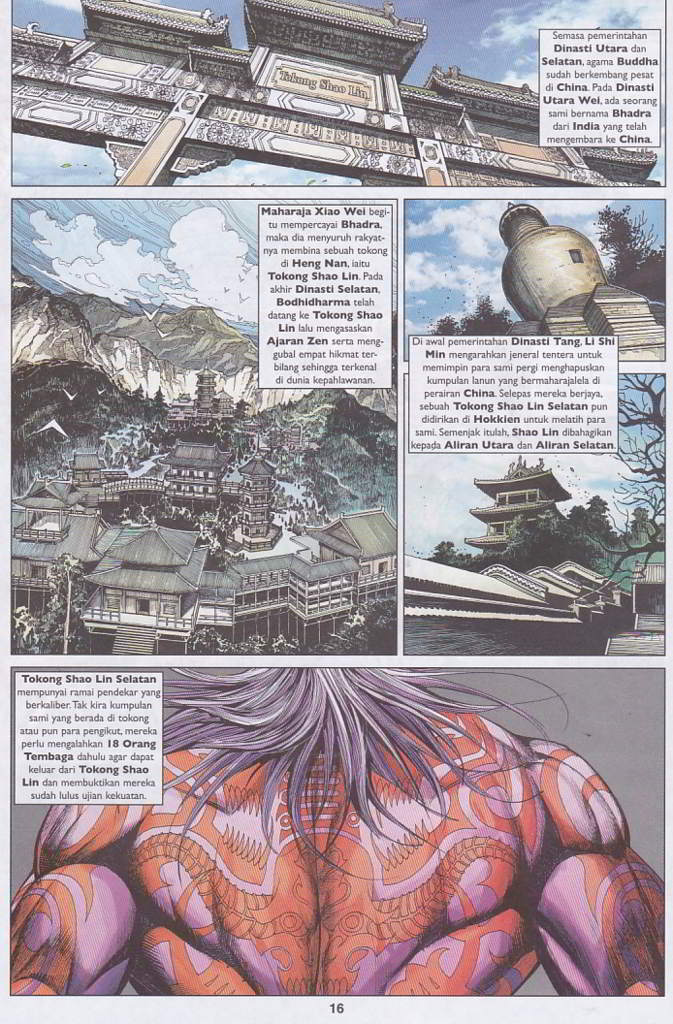 Tokong Shao Lin
Semasa pemerintahan
Dinasti Utara dan
Selatan, agama Buddha
sudah berkembang pesat
di China. Pada Dinasti
Utara Wei, ada seorang
sami bernama Bhadra
dari India yang telah
mengembara ke China.
Maharaja Xiao Wei begi-
tu mempercayai Bhadra,
maka dia menyuruh rakyat-
nya membina sebuah tokong
di Heng Nan, iaitu
Tokong Shao Lin. Pada
akhir Dinasti Selatan,
Bodhidharma telah
datang ke Tokong Shao
Lin lalu mengasaskan
Ajaran Zen serta meng-
gubal empat hikmat ter-
bilang sehingga terkenal
di dunia kepahlawanan.
Di awal pemerintahan Dinasti Tang, Li Shi
Min mengarahkan jeneral tentera untuk
memimpin para sami pergi menghapuskan
kumpulan lanun yang bermaharajalela di
perairan China. Selepas mereka berjaya,
sebuah Tokong Shao Lin Selatan pun
didirikan di Hokkien untuk melatih para
sami. Semenjak itulah, Shao Lin dibahagikan
kepada Aliran Utara dan Aliran Selatan.
Tokong Shao Lin Selatan
mempunyai ramai pendekar yang
berkaliber. Tak kira kumpulan
sami yang berada di tokong
atau pun para pengikut, mereka
perlu mengalahkan 18 Orang
Tembaga dahulu agar dapat
keluar dari Tokong Shao
Lin dan membuktikan mereka
sudah lulus ujian kekuatan.
16